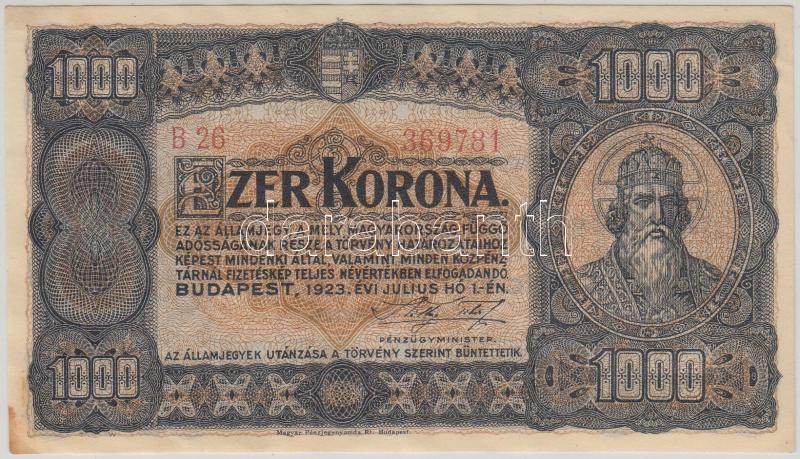 1000 1000
B 26 369781
EZER KORONA.
EZ AZ ÁLLAMJEGY, AMELY MAGYARORSZÁG FÜGGŐ
ADÓSSÁGÁNAK RÉSZE A TÖRVÉNY HATÁROZATAIHOZ
KÉPEST MINDENKI ÁLTAL, VALAMINT MINDEN KÖZPÉNZ
TÁRNÁL FIZETÉSKÉP TELJES NÉVÉRTÉKBEN ELFOGADANDÓ.
BUDAPEST, 1923. ÉVI JULIUS HÓ 1.-ÉN.
PÉNZÜGYMINISTER.
AZ ÁLLAMJEGYEK UTÁNZÁSA A TÖRVÉNY SZERINT BÜNTETTETIK.
1000 1000
Magyar Pénzjegynyomda Rt. Budapest.
darabanth